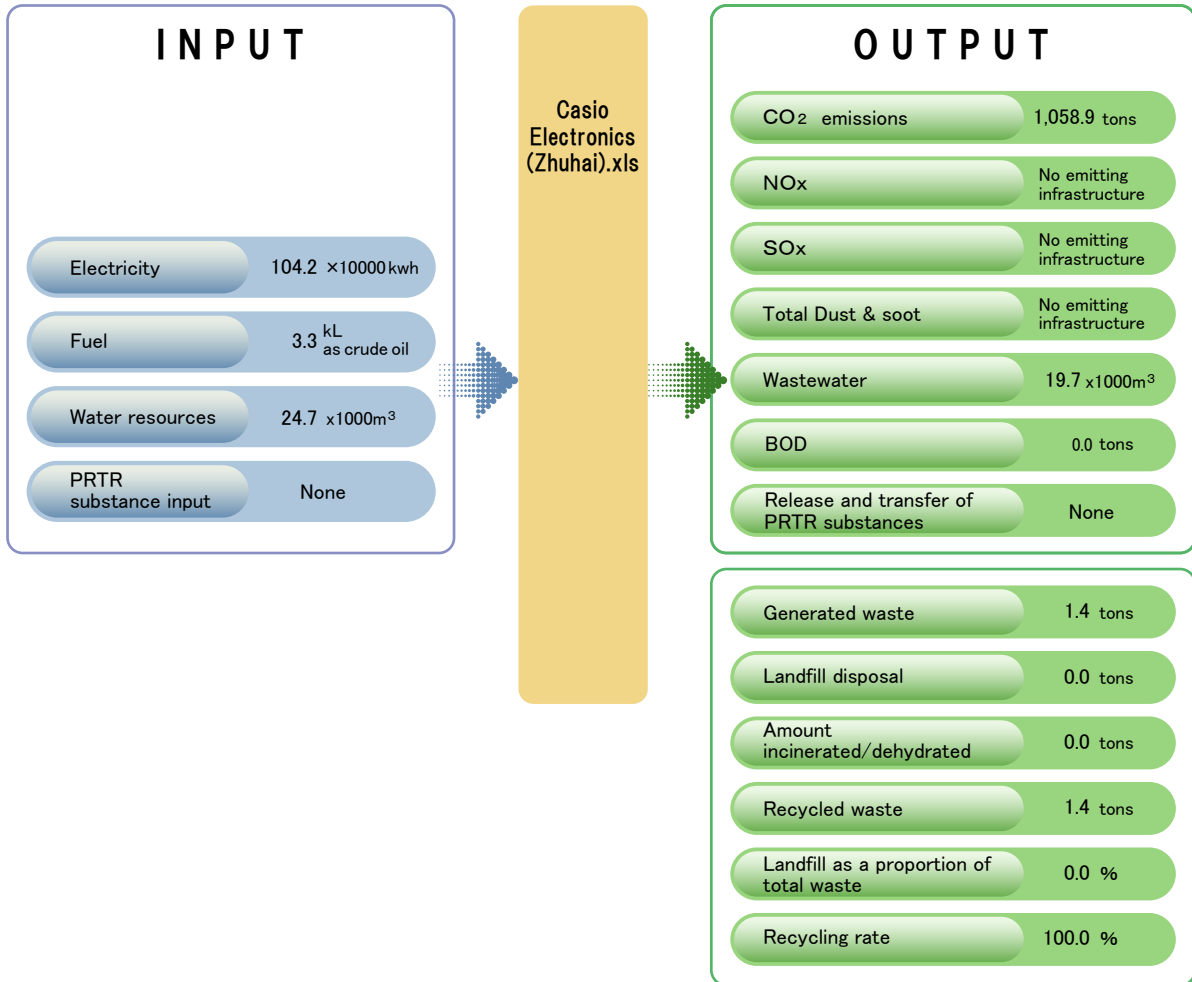 INPUT
Electricity 104.2 ×10000 kwh
Fuel 3.3 kL
as crude oil
Water resources 24.7 x1000m³
PRTR
substance input None
Casio
Electronics
(Zhuhai).xls
OUTPUT
CO2 emissions 1,058.9 tons
NOx No emitting
infrastructure
SOx No emitting
infrastructure
Total Dust & soot No emitting
infrastructure
Wastewater 19.7 x1000m³
BOD 0.0 tons
Release and transfer of
PRTR substances None
Generated waste 1.4 tons
Landfill disposal 0.0 tons
Amount
incinerated/dehydrated 0.0 tons
Recycled waste 1.4 tons
Landfill as a proportion of
total waste 0.0 %
Recycling rate 100.0 %